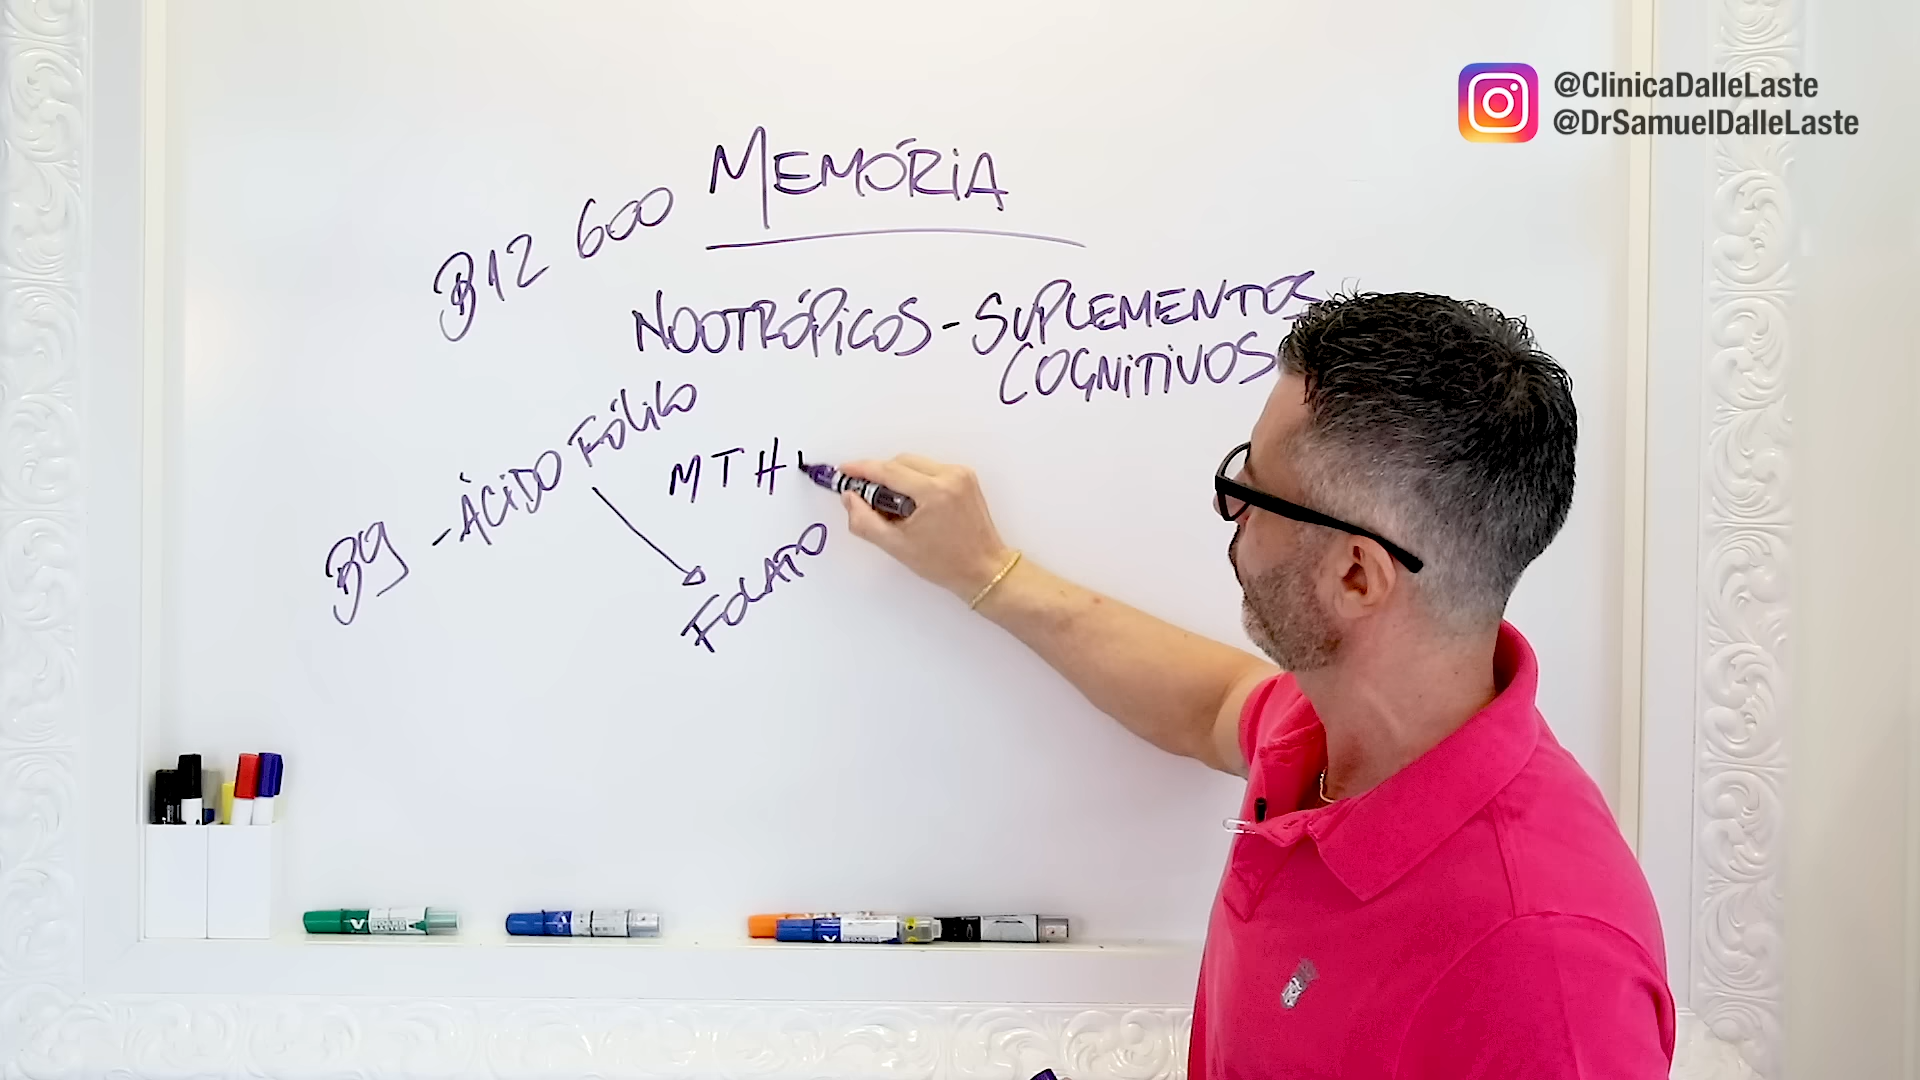 @ClinicaDalleLaste
@DrSamuelDalleLaste
MEMÓRIA
B12 600
NOOTRÓPICOS - SUPLEMENTOS
COGNITIVOS
B9 - ÁCIDO FÓLICO
MTH
FOLATO